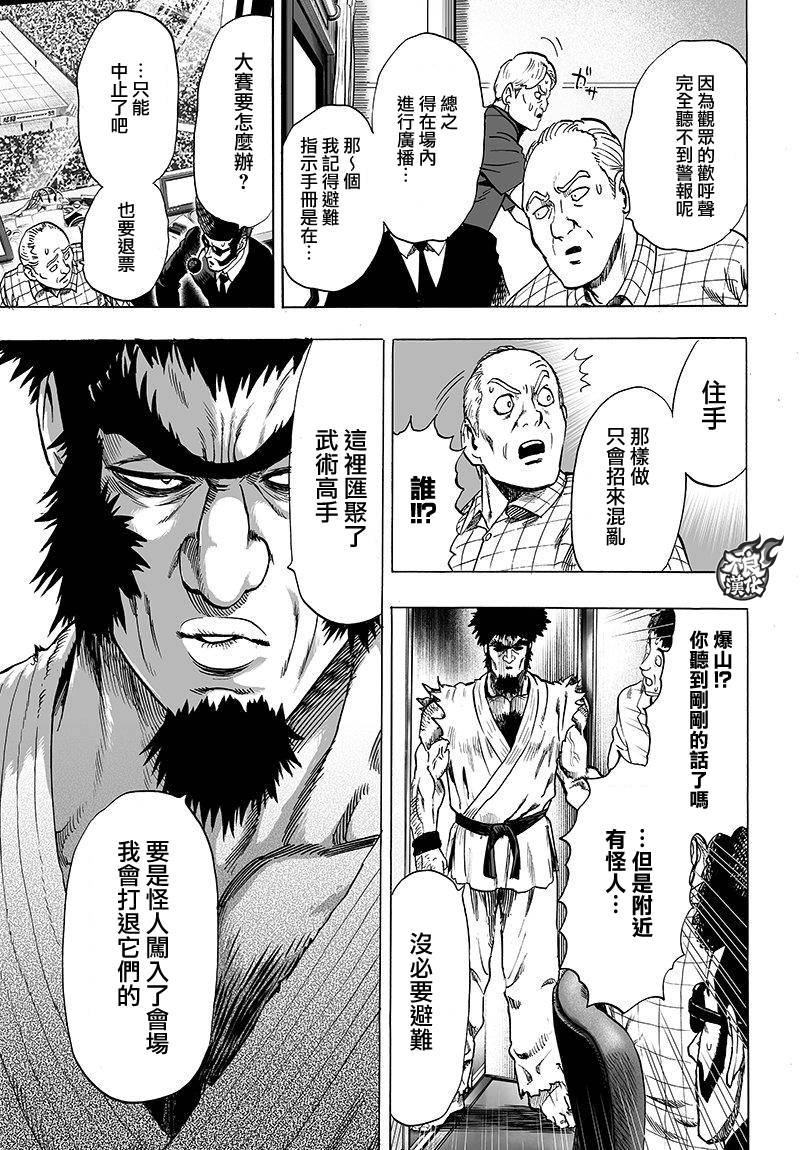 因為觀眾的歡呼聲
完全聽不到警報呢
總之
得在場內
進行廣播…
那～個
我記得避難
指示手冊是在…
大賽要怎麼辦?
…只能
中止了吧
也要退票
住手
那樣做
只會招來混亂
誰!!?
爆山!?
你聽到剛剛的話了嗎
…但是附近
有怪人…
沒必要避難
這裡匯聚了
武術高手
要是怪人闖入了會場
我會打退它們的
漢化